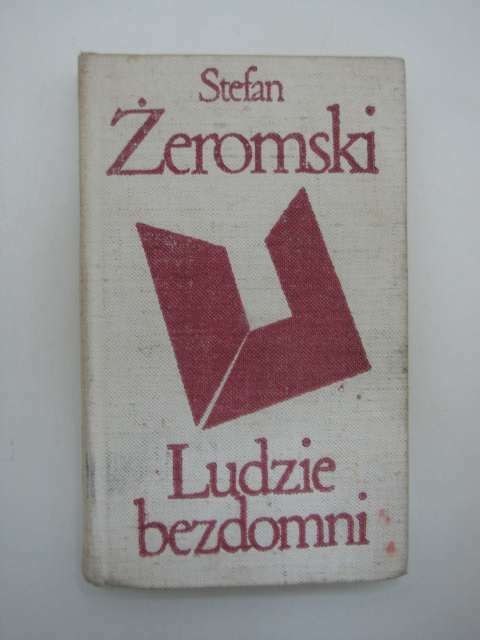 Stefan
Żeromski
Ludzie
bezdomni